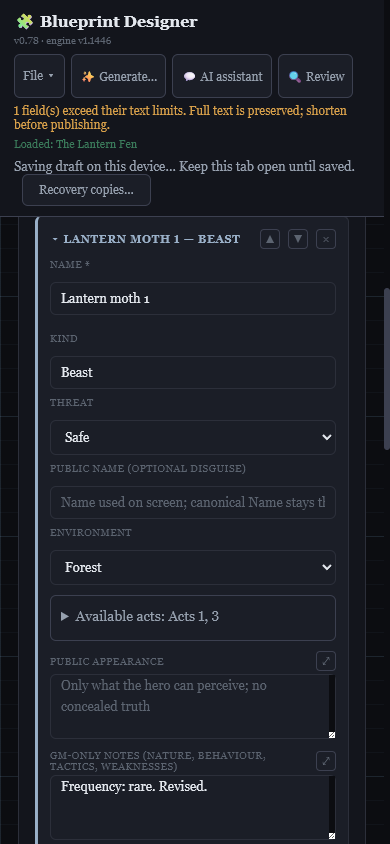 🧩 Blueprint Designer
v0.78 · engine v1.1446
File ▾
✨ Generate...
💬 AI assistant
🔍 Review
1 field(s) exceed their text limits. Full text is preserved; shorten
before publishing.
Loaded: The Lantern Fen
Saving draft on this device... Keep this tab open until saved.
Recovery copies...
▾ LANTERN MOTH 1 — BEAST
▲
▼
×
NAME *
Lantern moth 1
KIND
Beast
THREAT
Safe
PUBLIC NAME (OPTIONAL DISGUISE)
Name used on screen; canonical Name stays
ENVIRONMENT
Forest
▶ Available acts: Acts 1, 3
PUBLIC APPEARANCE
⤢
Only what the hero can perceive; no
concealed truth
GM-ONLY NOTES (NATURE, BEHAVIOUR,
TACTICS, WEAKNESSES)
⤢
Frequency: rare. Revised.